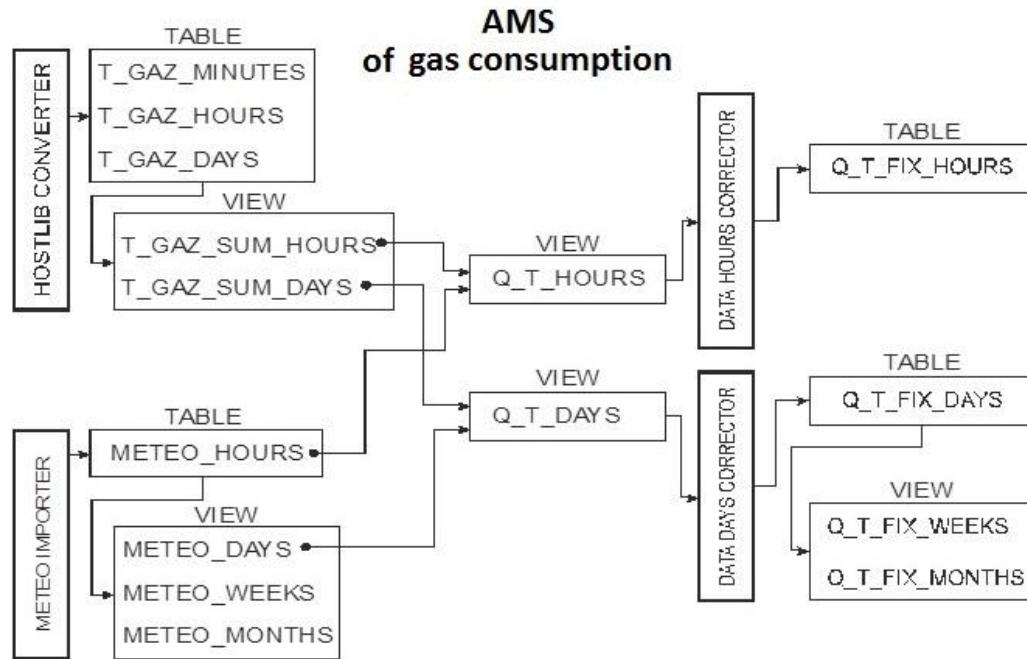 AMS
of gas consumption
HOSTLIB CONVERTER
TABLE
T_GAZ_MINUTES
T_GAZ_HOURS
T_GAZ_DAYS
VIEW
T_GAZ_SUM_HOURS
T_GAZ_SUM_DAYS
METEO IMPORTER
TABLE
METEO_HOURS
VIEW
METEO_DAYS
METEO_WEEKS
METEO_MONTHS
VIEW
Q_T_HOURS
VIEW
Q_T_DAYS
DATA HOURS CORRECTOR
TABLE
Q_T_FIX_HOURS
DATA DAYS CORRECTOR
TABLE
Q_T_FIX_DAYS
VIEW
Q_T_FIX_WEEKS
Q_T_FIX_MONTHS